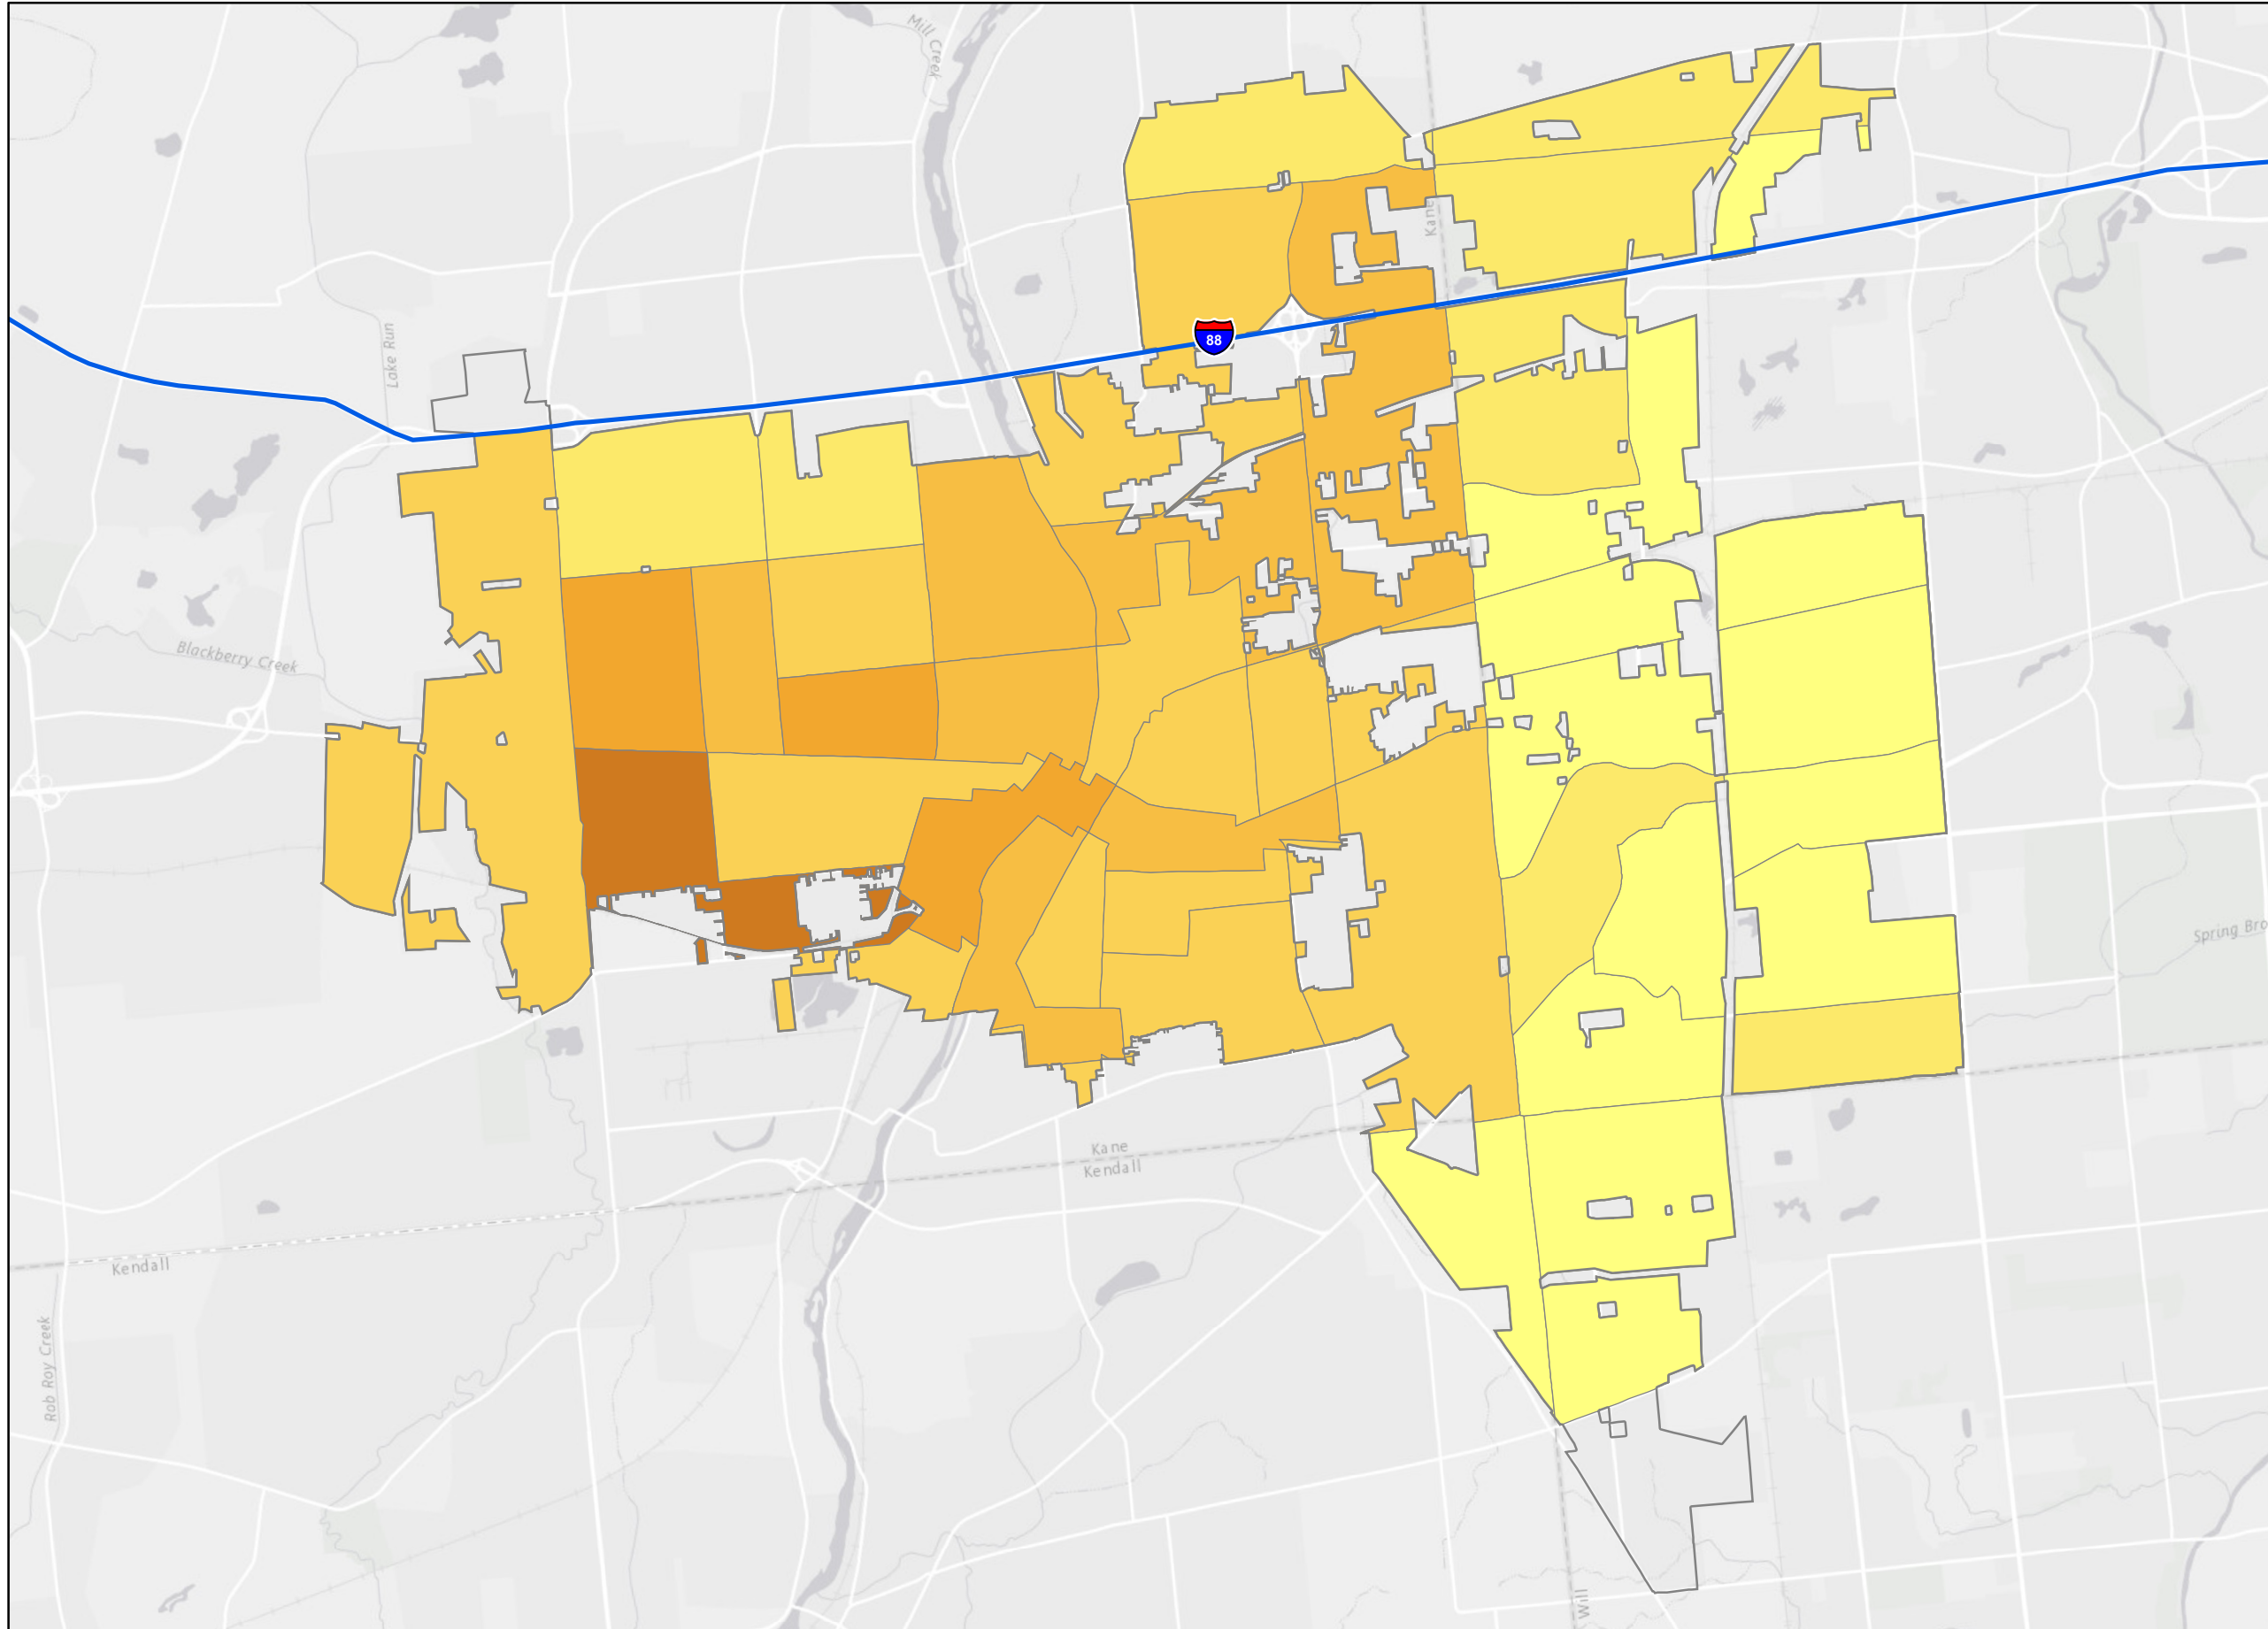 Mill Creek
Kane
Lake Run
88
Blackberry Creek
Spring Bro
Kane
Kendall
Kendall
Rob Roy Creek
Will